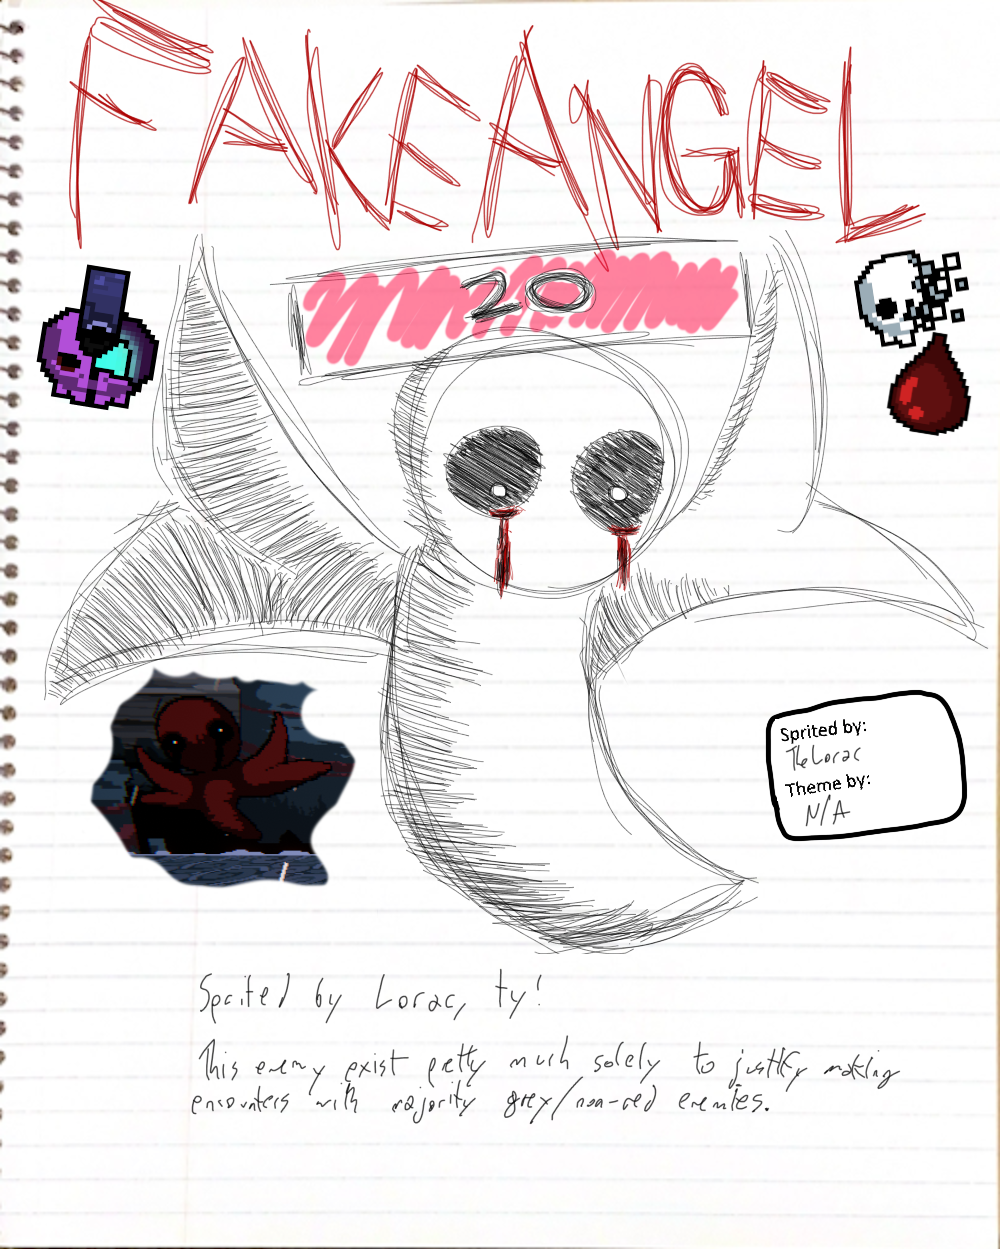 FAKEANGEL
20
Sprited by:
TheLorac
Theme by:
N/A
Sprited by Lorac, ty!
This enemy exist pretty much solely to justify making
encounters with majority grey/non-red enemies.